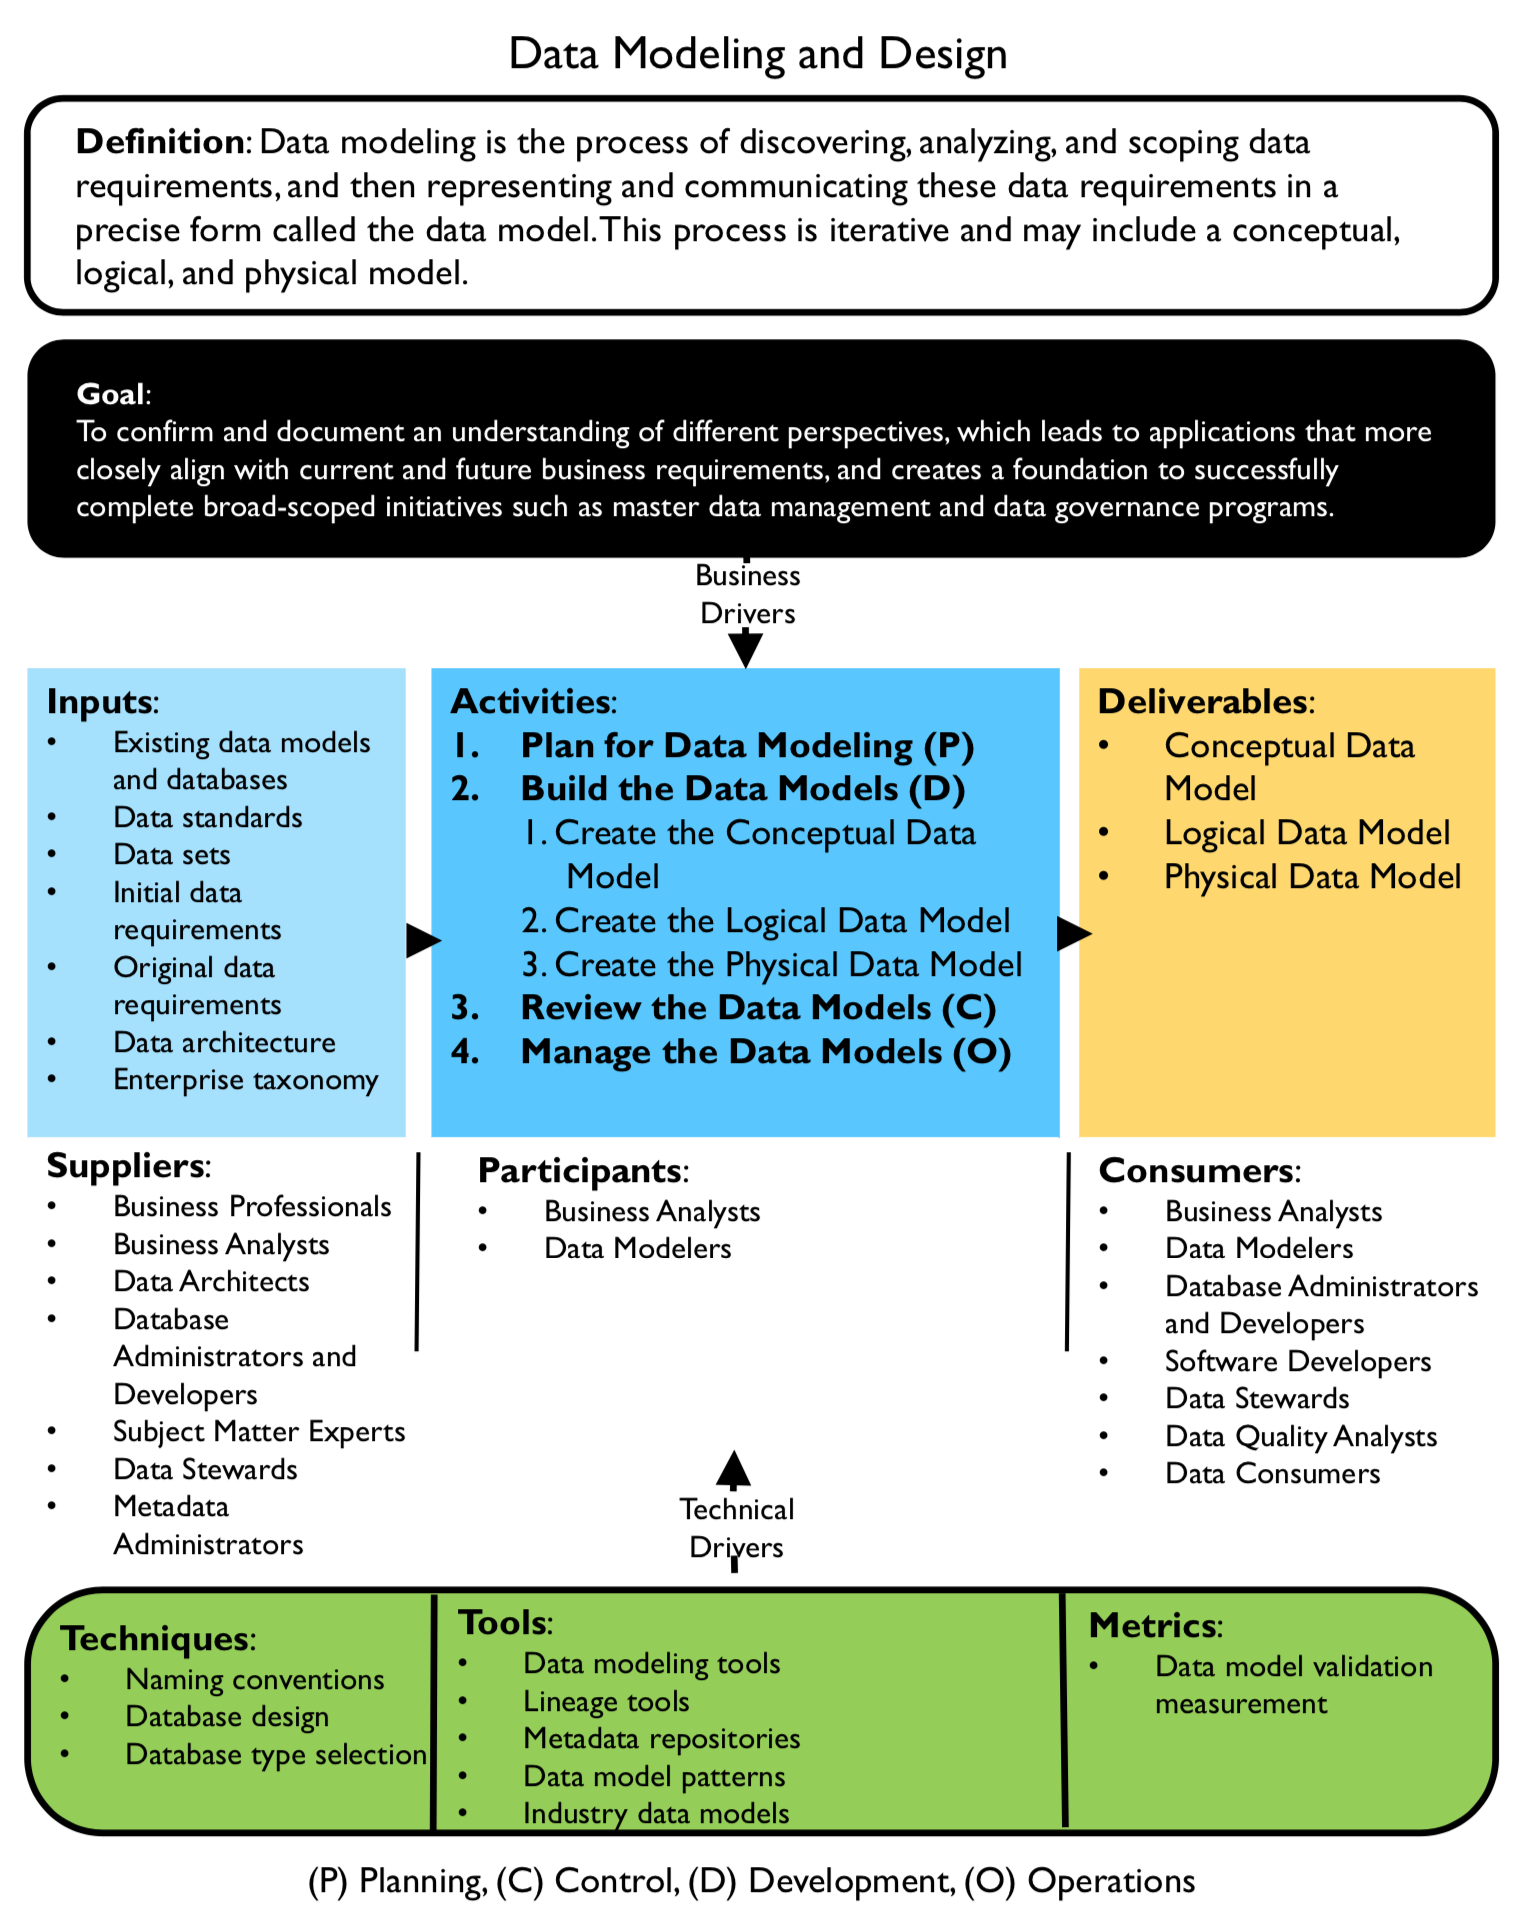 Data Modeling and Design
Definition: Data modeling is the process of discovering, analyzing, and scoping data
requirements, and then representing and communicating these data requirements in a
precise form called the data model. This process is iterative and may include a conceptual,
logical, and physical model.
Goal:
To confirm and document an understanding of different perspectives, which leads to applications that more
closely align with current and future business requirements, and creates a foundation to successfully
complete broad-scoped initiatives such as master data management and data governance programs.
Business
Drivers
Inputs:
• Existing data models
and databases
• Data standards
• Data sets
• Initial data
requirements
• Original data
requirements
• Data architecture
• Enterprise taxonomy
Activities:
1. Plan for Data Modeling (P)
2. Build the Data Models (D)
1. Create the Conceptual Data
Model
2. Create the Logical Data Model
3. Create the Physical Data Model
3. Review the Data Models (C)
4. Manage the Data Models (O)
Deliverables:
• Conceptual Data
Model
• Logical Data Model
• Physical Data Model
Suppliers:
• Business Professionals
• Business Analysts
• Data Architects
• Database
Administrators and
Developers
• Subject Matter Experts
• Data Stewards
• Metadata
Administrators
Participants:
• Business Analysts
• Data Modelers
Consumers:
• Business Analysts
• Data Modelers
• Database Administrators
and Developers
• Software Developers
• Data Stewards
• Data Quality Analysts
• Data Consumers
Technical
Drivers
Techniques:
• Naming conventions
• Database design
• Database type selection
Tools:
• Data modeling tools
• Lineage tools
• Metadata repositories
• Data model patterns
• Industry data models
Metrics:
• Data model validation
measurement
(P) Planning, (C) Control, (D) Development, (O) Operations